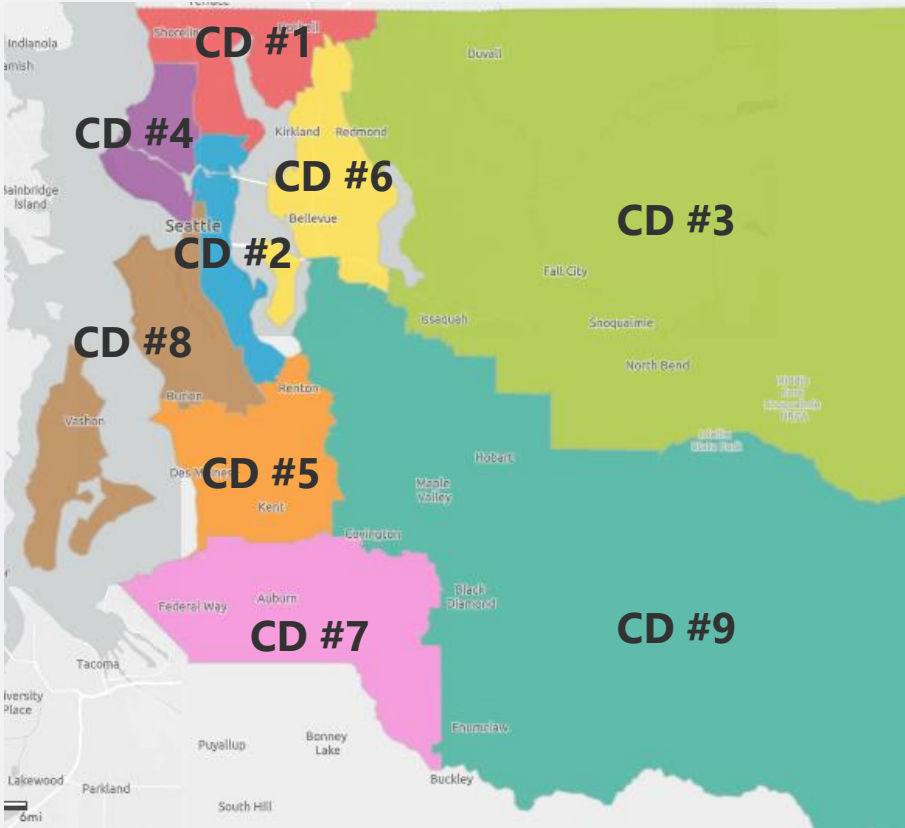 Indianola
Shoreline
CD #1
Duvall
CD #4
Kirkland
Redmond
CD #6
Bainbridge
Island
Bellevue
Seattle
CD #3
CD #2
Fall City
Issaquah
Snoqualmie
CD #8
North Bend
Burien
Renton
Vashon
Hobart
Des Moines
CD #5
Maple
Valley
Kent
Covington
Black
Diamond
Federal Way
Auburn
CD #7
CD #9
Tacoma
iversity
Place
Enumclaw
Puyallup
Bonney
Lake
Buckley
Lakewood
Parkland
South Hill
6mi